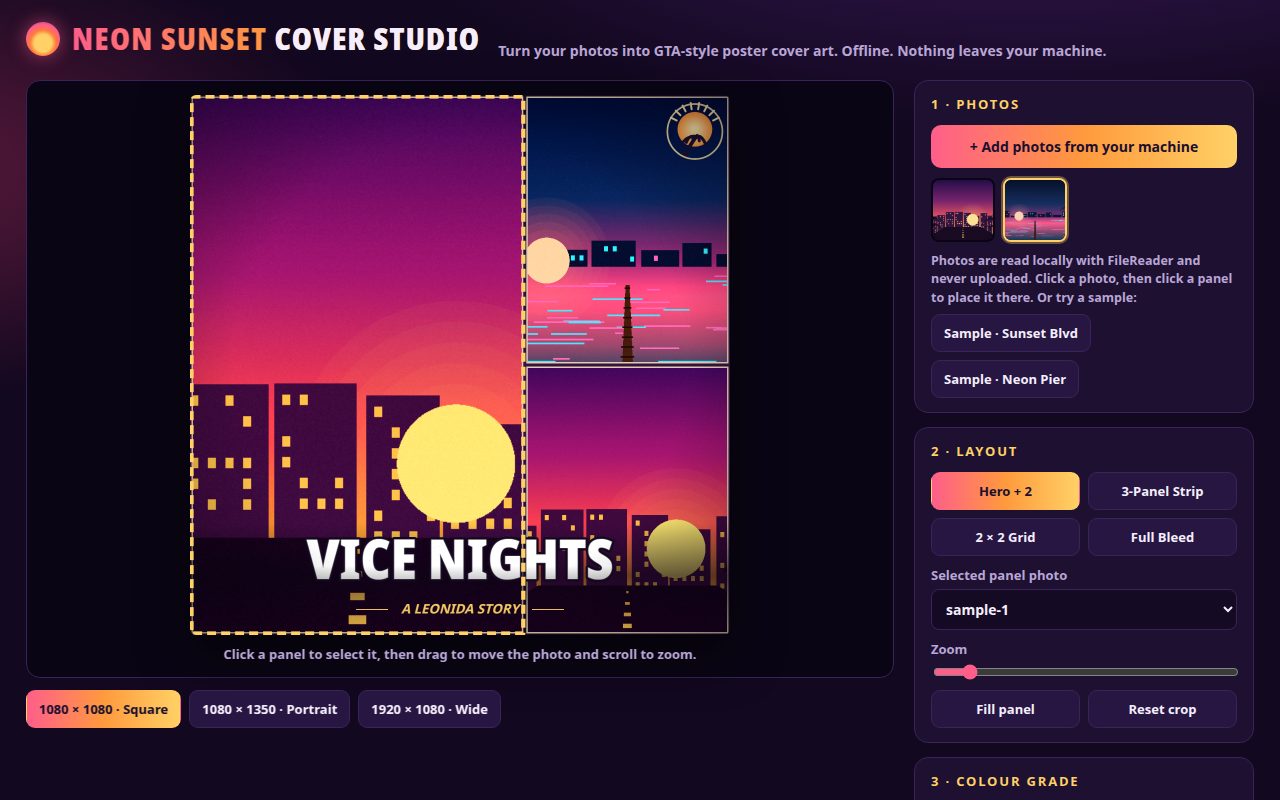 NEON SUNSET COVER STUDIO
Turn your photos into GTA-style poster cover art. Offline. Nothing leaves your machine.
VICE NIGHTS
A LEONIDA STORY
Click a panel to select it, then drag to move the photo and scroll to zoom.
1080 × 1080 · Square
1080 × 1350 · Portrait
1920 × 1080 · Wide
1 · PHOTOS
+ Add photos from your machine
Photos are read locally with FileReader and
never uploaded. Click a photo, then click a panel
to place it there. Or try a sample:
Sample · Sunset Blvd
Sample · Neon Pier
2 · LAYOUT
Hero + 2
3-Panel Strip
2 × 2 Grid
Full Bleed
Selected panel photo
sample-1
Zoom
Fill panel
Reset crop
3 · COLOUR GRADE